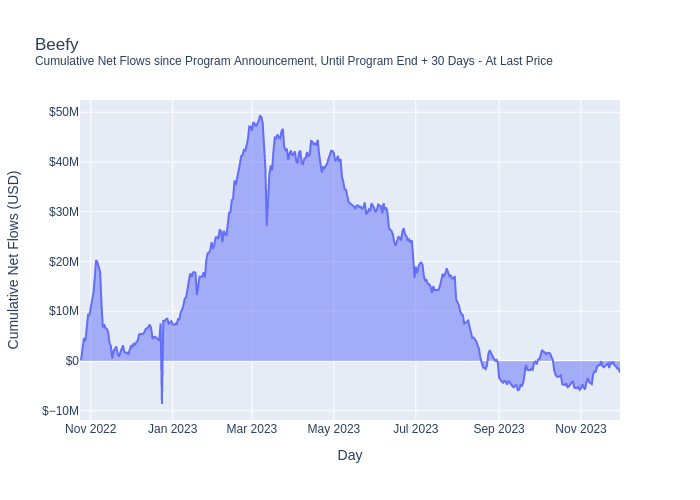 Beefy
Cumulative Net Flows since Program Announcement, Until Program End + 30 Days - At Last Price
Cumulative Net Flows (USD)
$50M
$40M
$30M
$20M
$10M
$0
$−10M
Nov 2022 Jan 2023 Mar 2023 May 2023 Jul 2023 Sep 2023 Nov 2023
Day